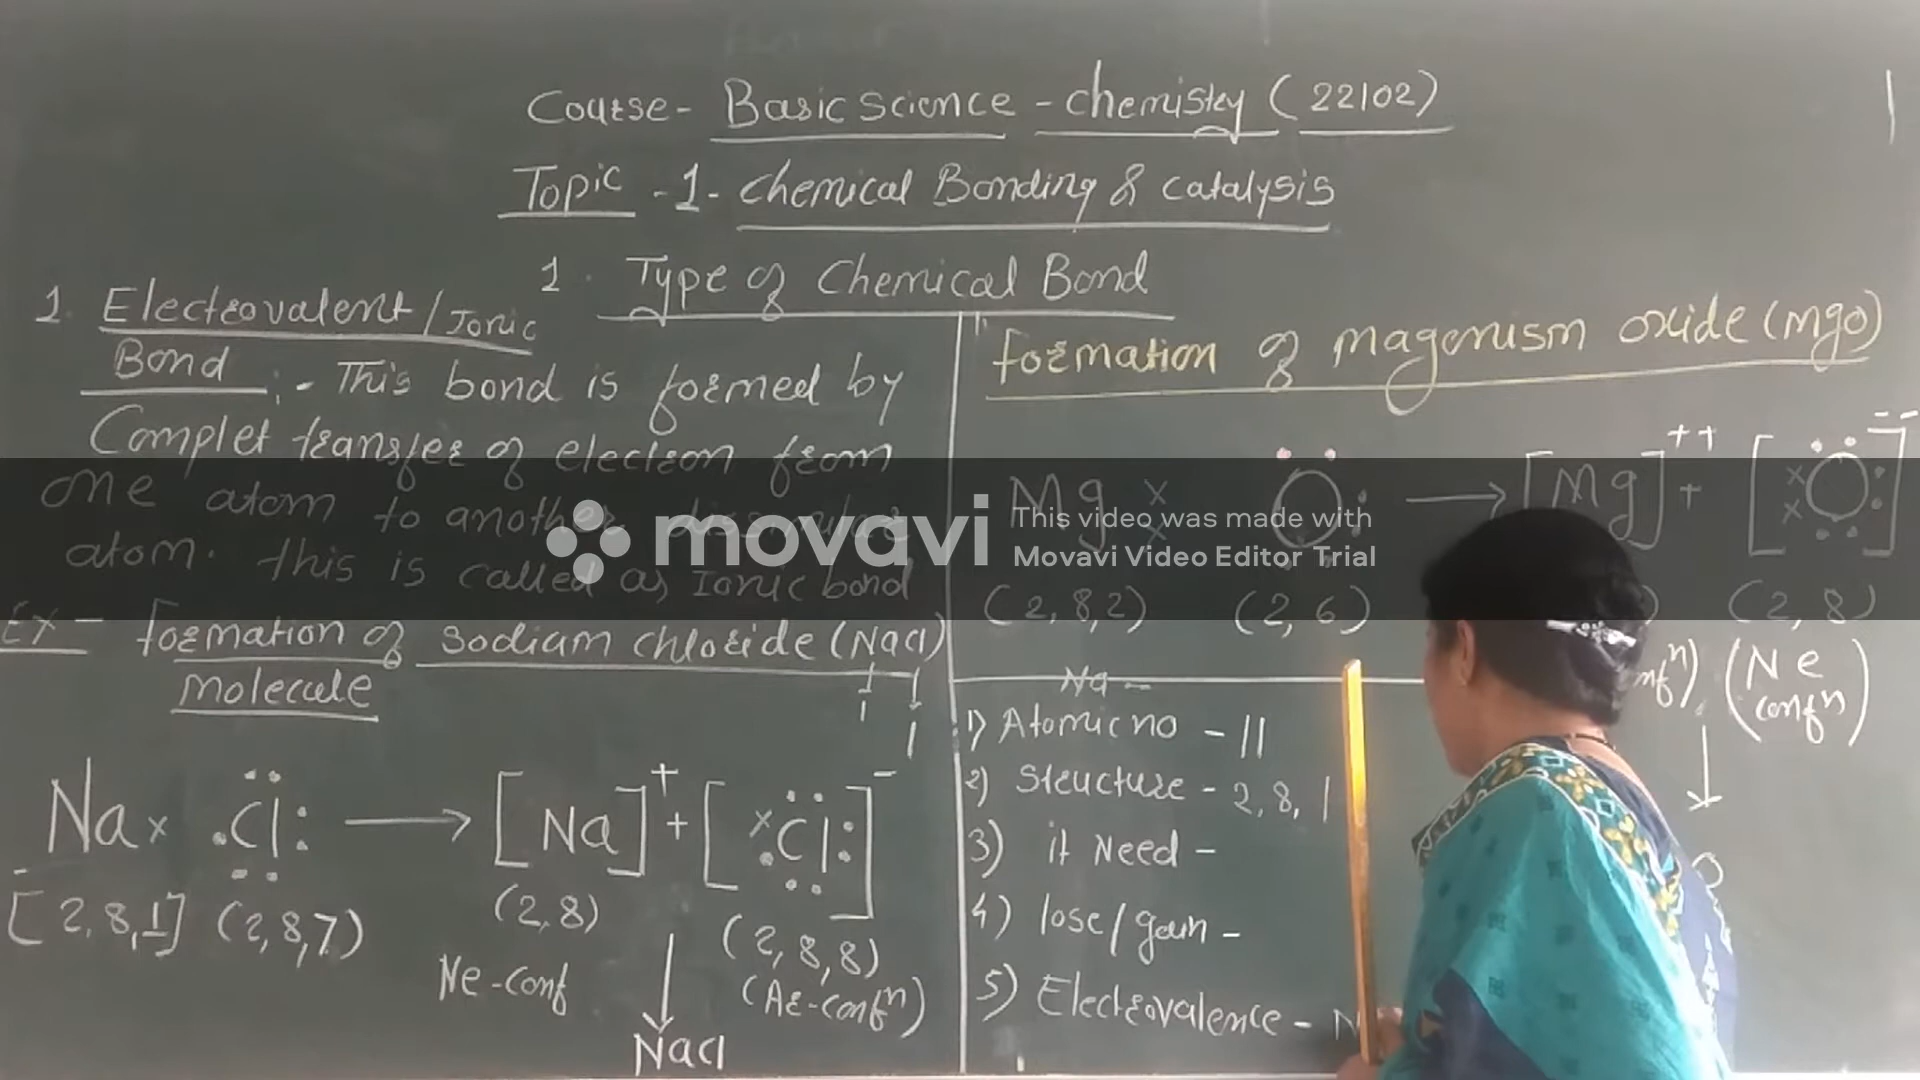 Course - Basic Science - chemistry (22102)
Topic - 1 - chemical Bonding & catalysis
1. Type of Chemical Bond
1. Electrovalent / Ionic
Bond :- This bond is formed by
Complet transfer of electron from
one atom to another
atom. this is called as Ionic bond
Ex - formation of sodium chloride (NaCl)
molecule
Na × .Cl: → [Na]+ + [×.Cl:]-
[2,8,1] (2,8,7) (2,8) (2,8,8)
Ne-conf (Ar-confn)
NaCl
formation of magenuism oxide (mgo)
Mg × × O: → [Mg]++ + [××O:]--
(2,8,2) (2,6) (2,8)
(Ne confn)
Na -
1) Atomic no - 11
2) Structure - 2, 8, 1
3) it Need -
4) lose/gain -
5) Electrovalence - N
movavi
This video was made with
Movavi Video Editor Trial